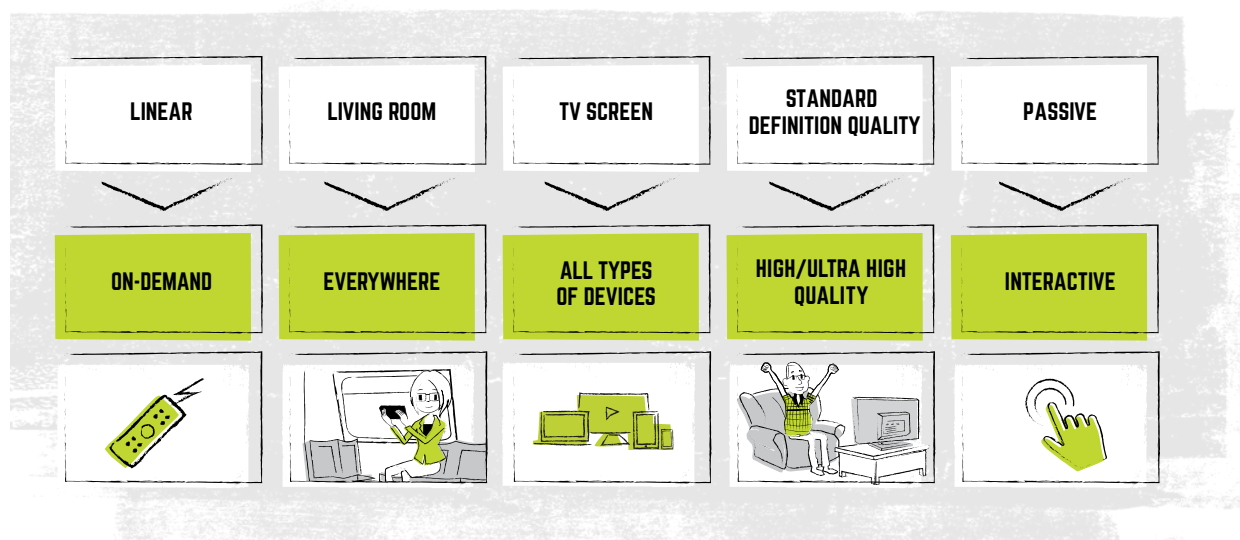 LINEAR
LIVING ROOM
TV SCREEN
STANDARD
DEFINITION QUALITY
PASSIVE
ON-DEMAND
EVERYWHERE
ALL TYPES
OF DEVICES
HIGH/ULTRA HIGH
QUALITY
INTERACTIVE